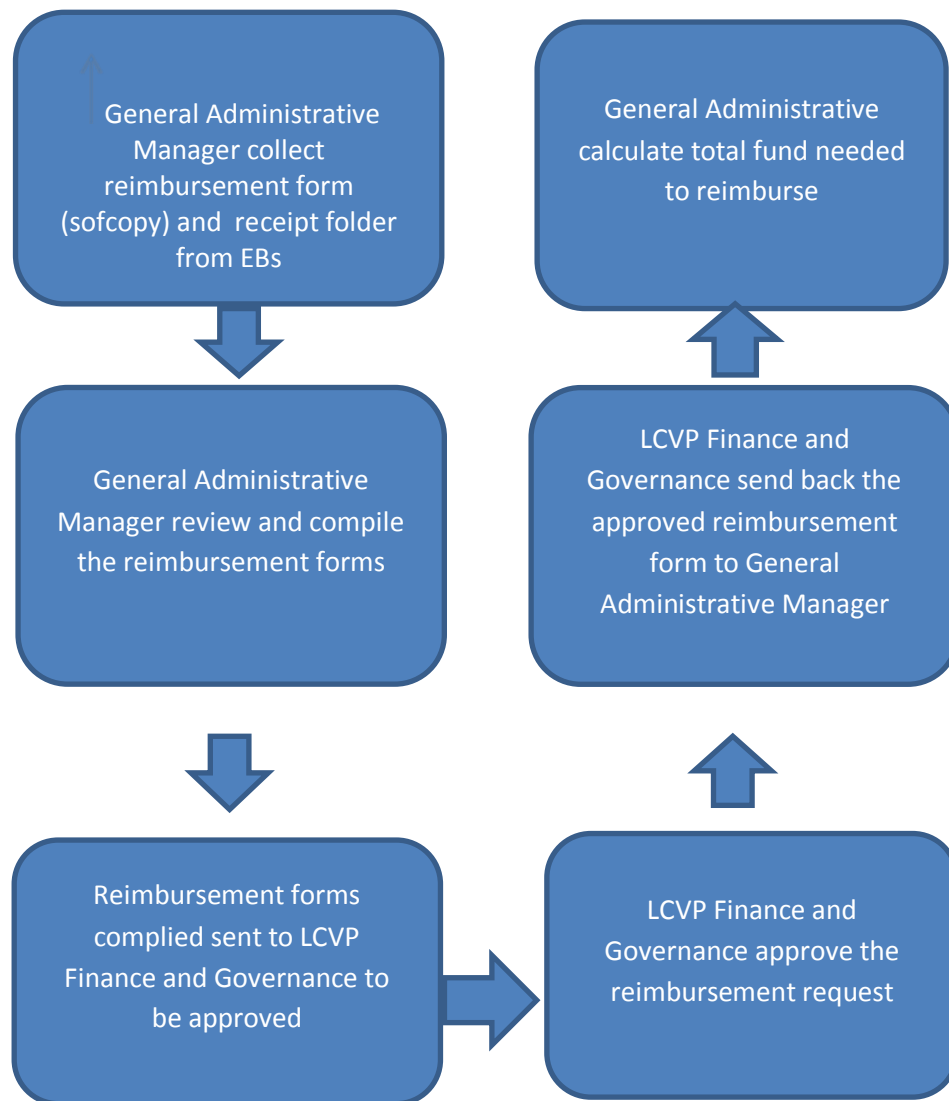 General Administrative
Manager collect
reimbursement form
(sofcopy) and  receipt folder
from EBs
General Administrative
Manager review and compile
the reimbursement forms
Reimbursement forms
complied sent to LCVP
Finance and Governance to
be approved
LCVP Finance and
Governance approve the
reimbursement request
LCVP Finance and
Governance send back the
approved reimbursement
form to General
Administrative Manager
General Administrative
calculate total fund needed
to reimburse